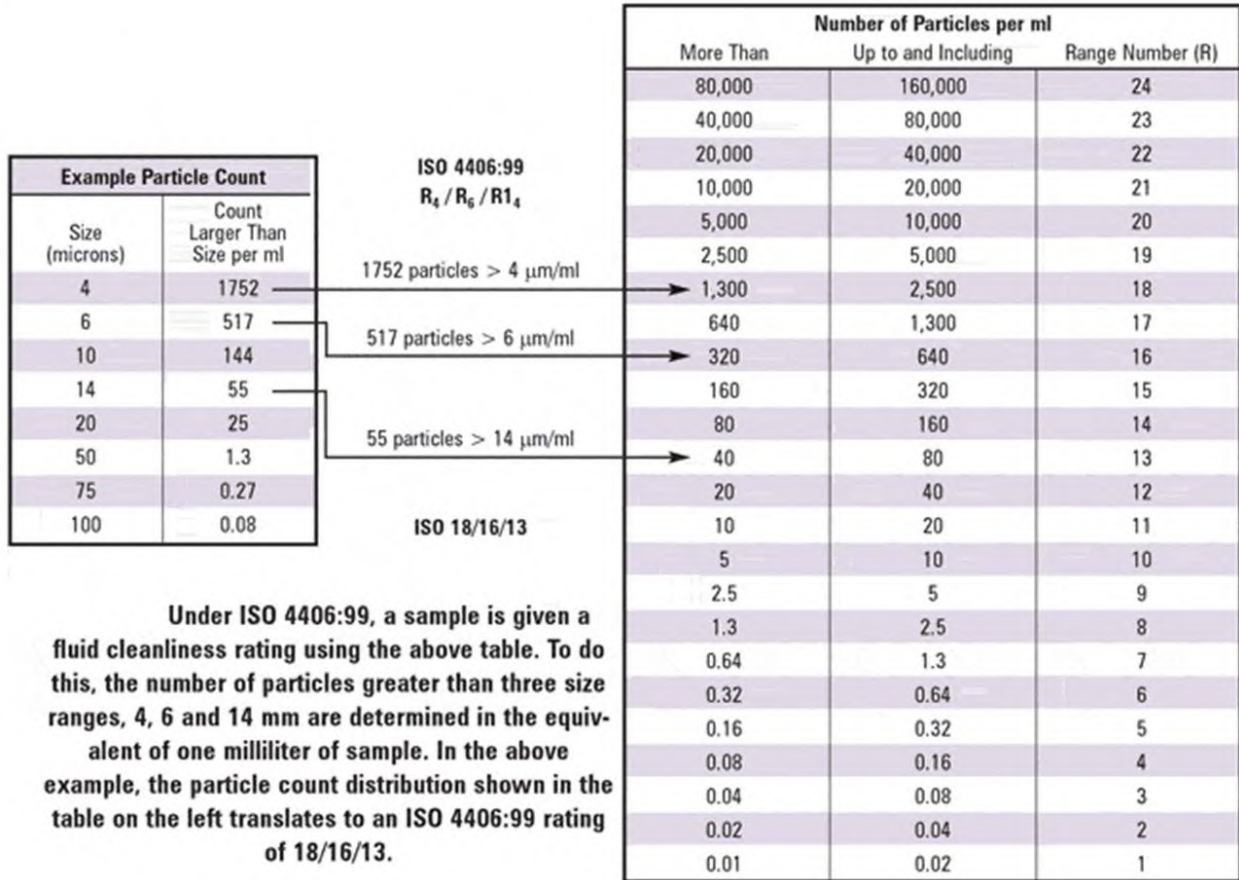 Example Particle Count
Size (microns) Count Larger Than Size per ml
4 1752
6 517
10 144
14 55
20 25
50 1.3
75 0.27
100 0.08
ISO 4406:99
R4 / R6 / R14
1752 particles > 4 µm/ml
517 particles > 6 µm/ml
55 particles > 14 µm/ml
ISO 18/16/13
Number of Particles per ml
More Than Up to and Including Range Number (R)
80,000 160,000 24
40,000 80,000 23
20,000 40,000 22
10,000 20,000 21
5,000 10,000 20
2,500 5,000 19
1,300 2,500 18
640 1,300 17
320 640 16
160 320 15
80 160 14
40 80 13
20 40 12
10 20 11
5 10 10
2.5 5 9
1.3 2.5 8
0.64 1.3 7
0.32 0.64 6
0.16 0.32 5
0.08 0.16 4
0.04 0.08 3
0.02 0.04 2
0.01 0.02 1
Under ISO 4406:99, a sample is given a
fluid cleanliness rating using the above table. To do
this, the number of particles greater than three size
ranges, 4, 6 and 14 mm are determined in the equiv-
alent of one milliliter of sample. In the above
example, the particle count distribution shown in the
table on the left translates to an ISO 4406:99 rating
of 18/16/13.